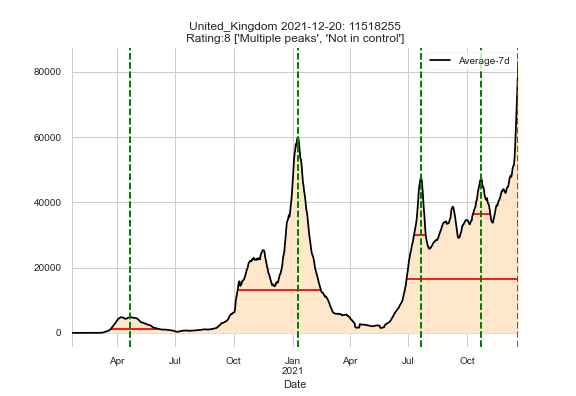 United_Kingdom 2021-12-20: 11518255
Rating:8 ['Multiple peaks', 'Not in control']
Average-7d
80000
60000
40000
20000
0
Apr Jul Oct Jan Apr Jul Oct
2021
Date